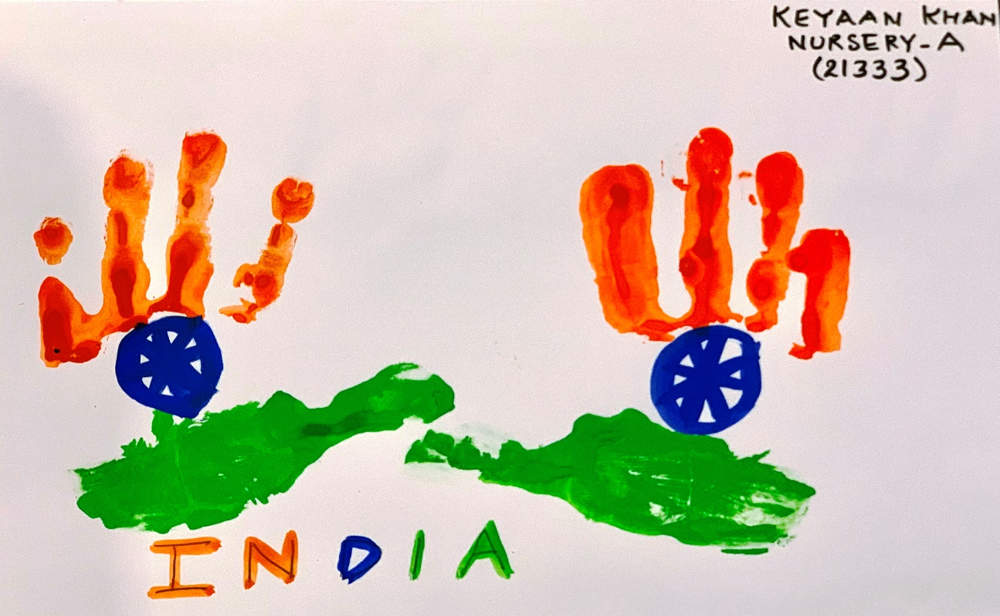 KEYAAN KHAN
NURSERY-A
(21333)
INDIA